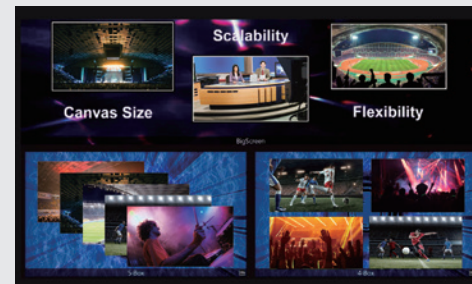 Scalability
Canvas Size
Flexibility
BigScreen
5-Box
4-Box